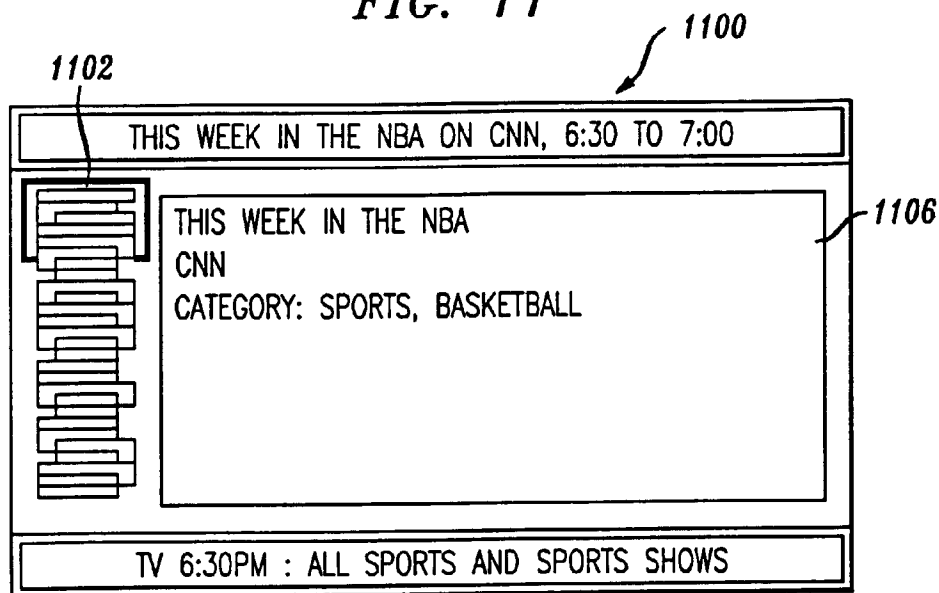 FIG. 11
1100
1102
THIS WEEK IN THE NBA ON CNN, 6:30 TO 7:00
THIS WEEK IN THE NBA
1106
CNN
CATEGORY: SPORTS, BASKETBALL
TV 6:30PM : ALL SPORTS AND SPORTS SHOWS